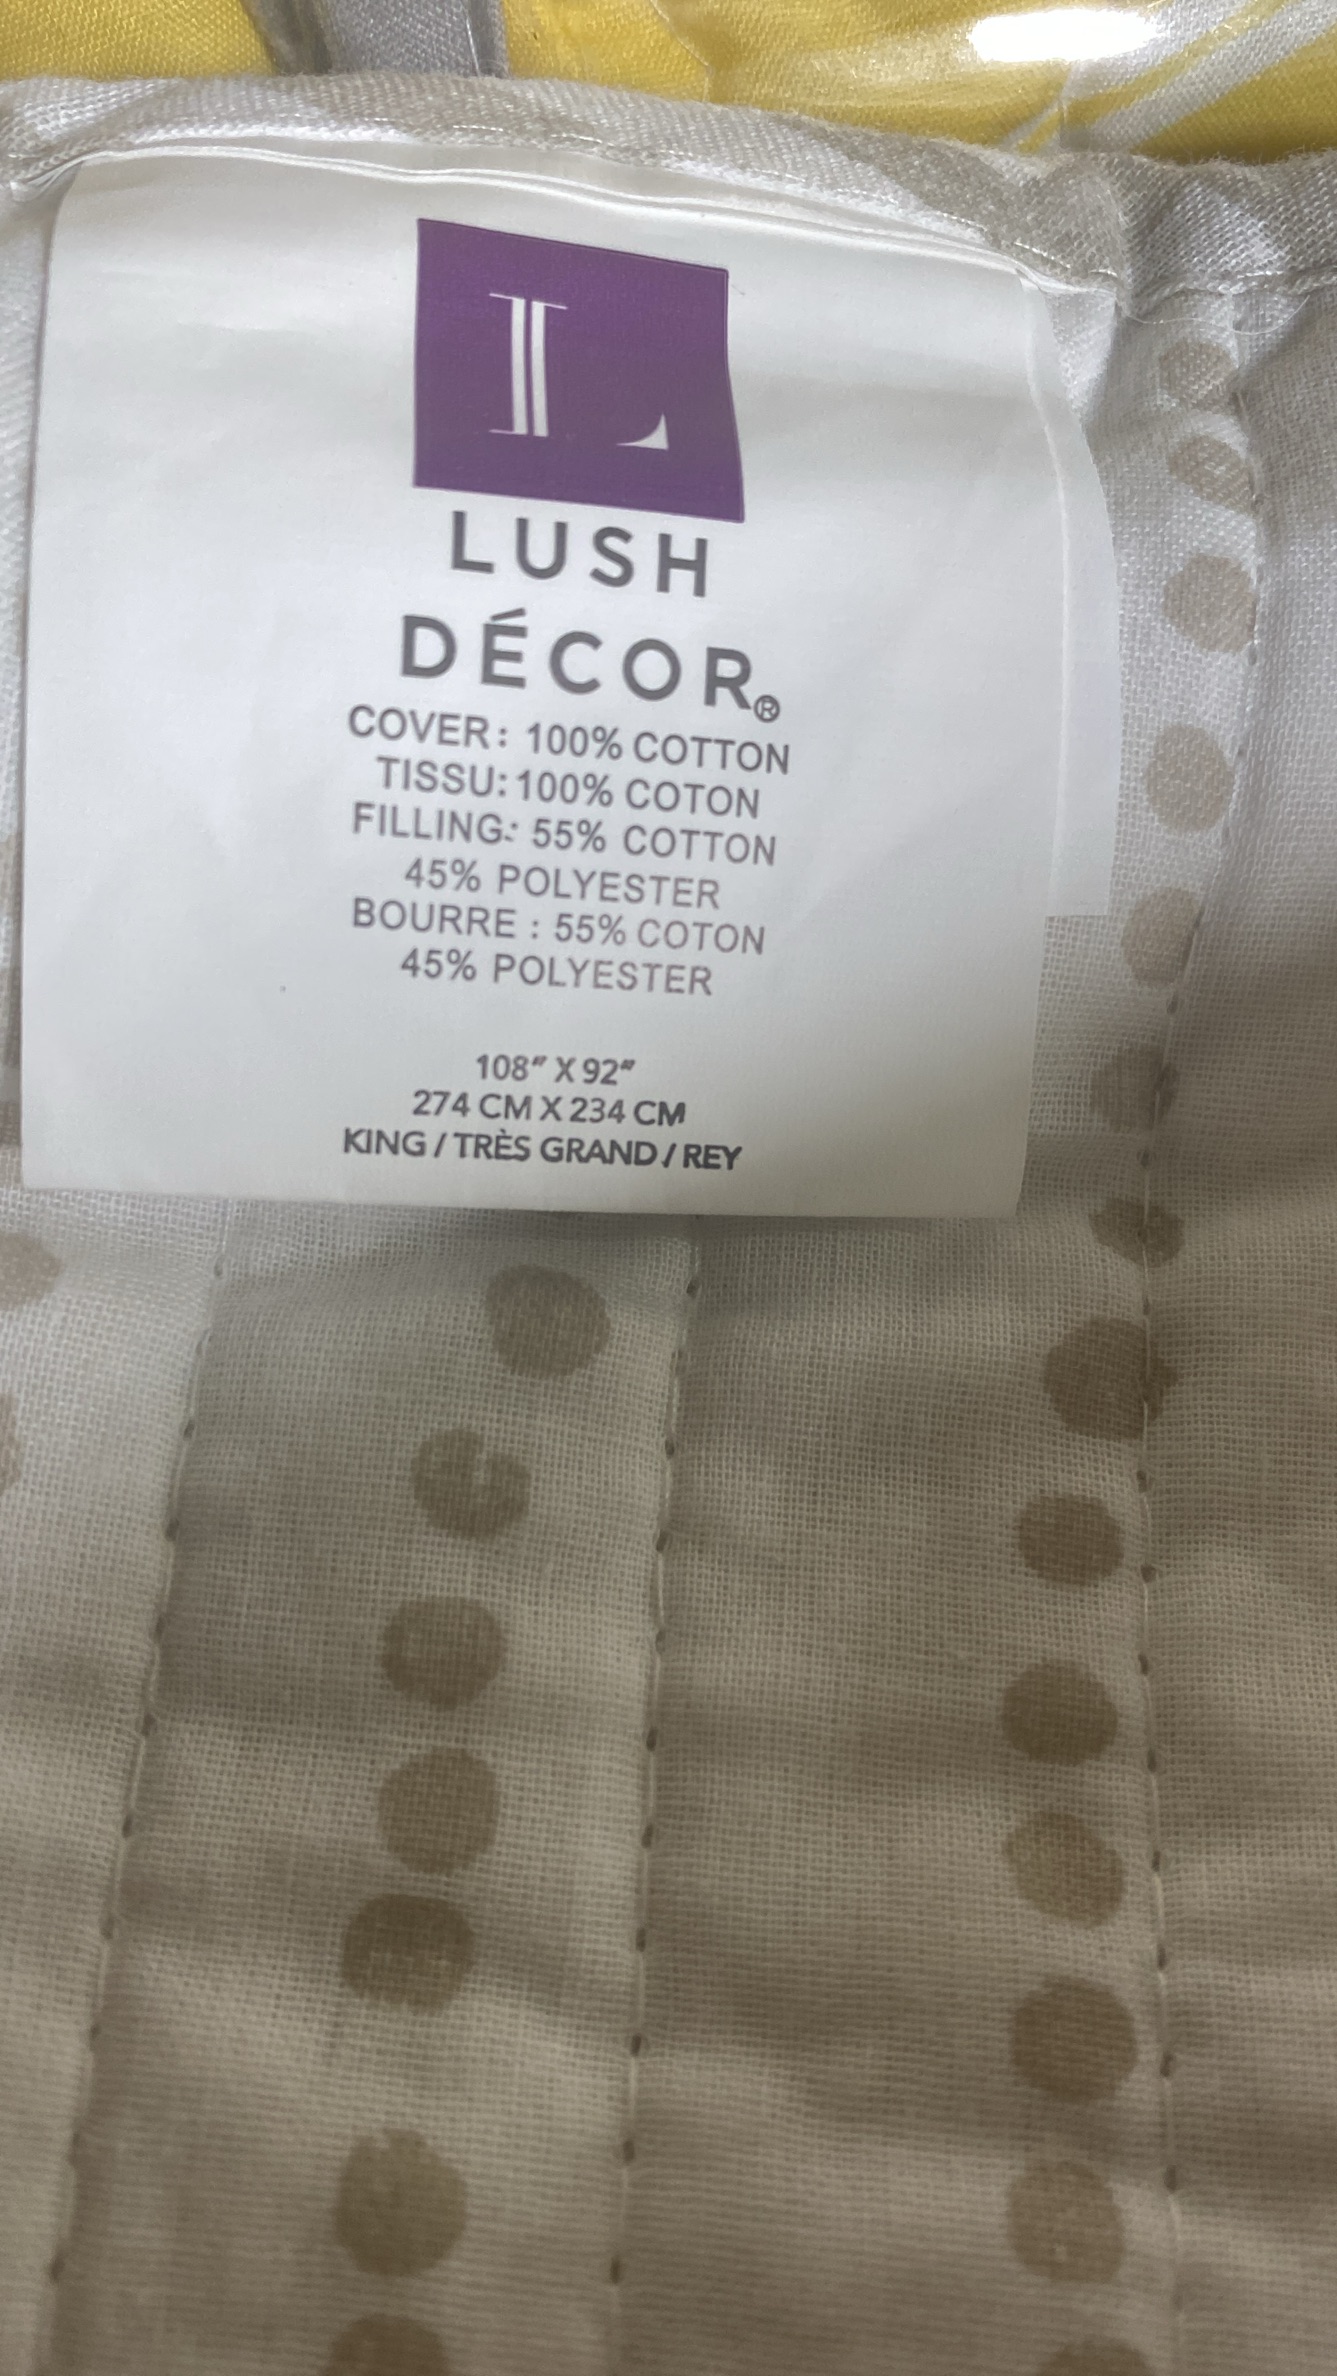 L
LUSH
DÉCOR®
COVER: 100% COTTON
TISSU: 100% COTON
FILLING: 55% COTTON
45% POLYESTER
BOURRE : 55% COTON
45% POLYESTER
108" X 92"
274 CM X 234 CM
KING / TRÈS GRAND / REY